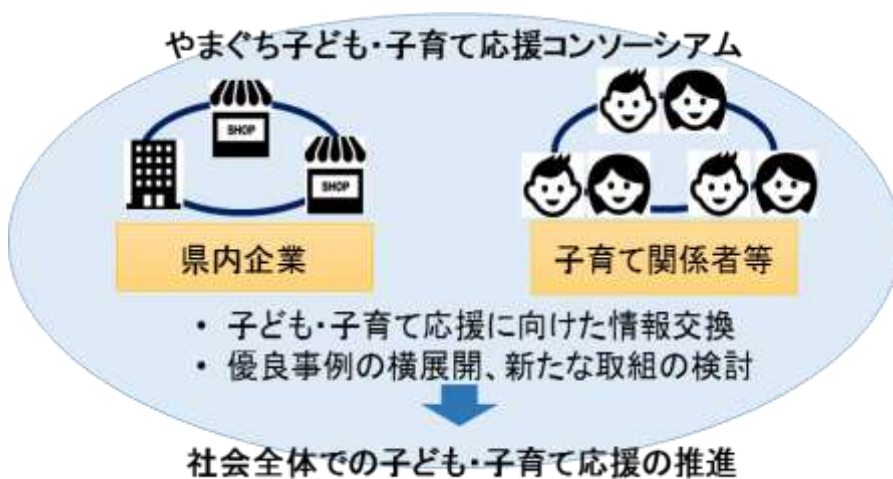 やまぐち子ども・子育て応援コンソーシアム
SHOP
SHOP
県内企業
子育て関係者等
・ 子ども・子育て応援に向けた情報交換
・ 優良事例の横展開、新たな取組の検討
社会全体での子ども・子育て応援の推進